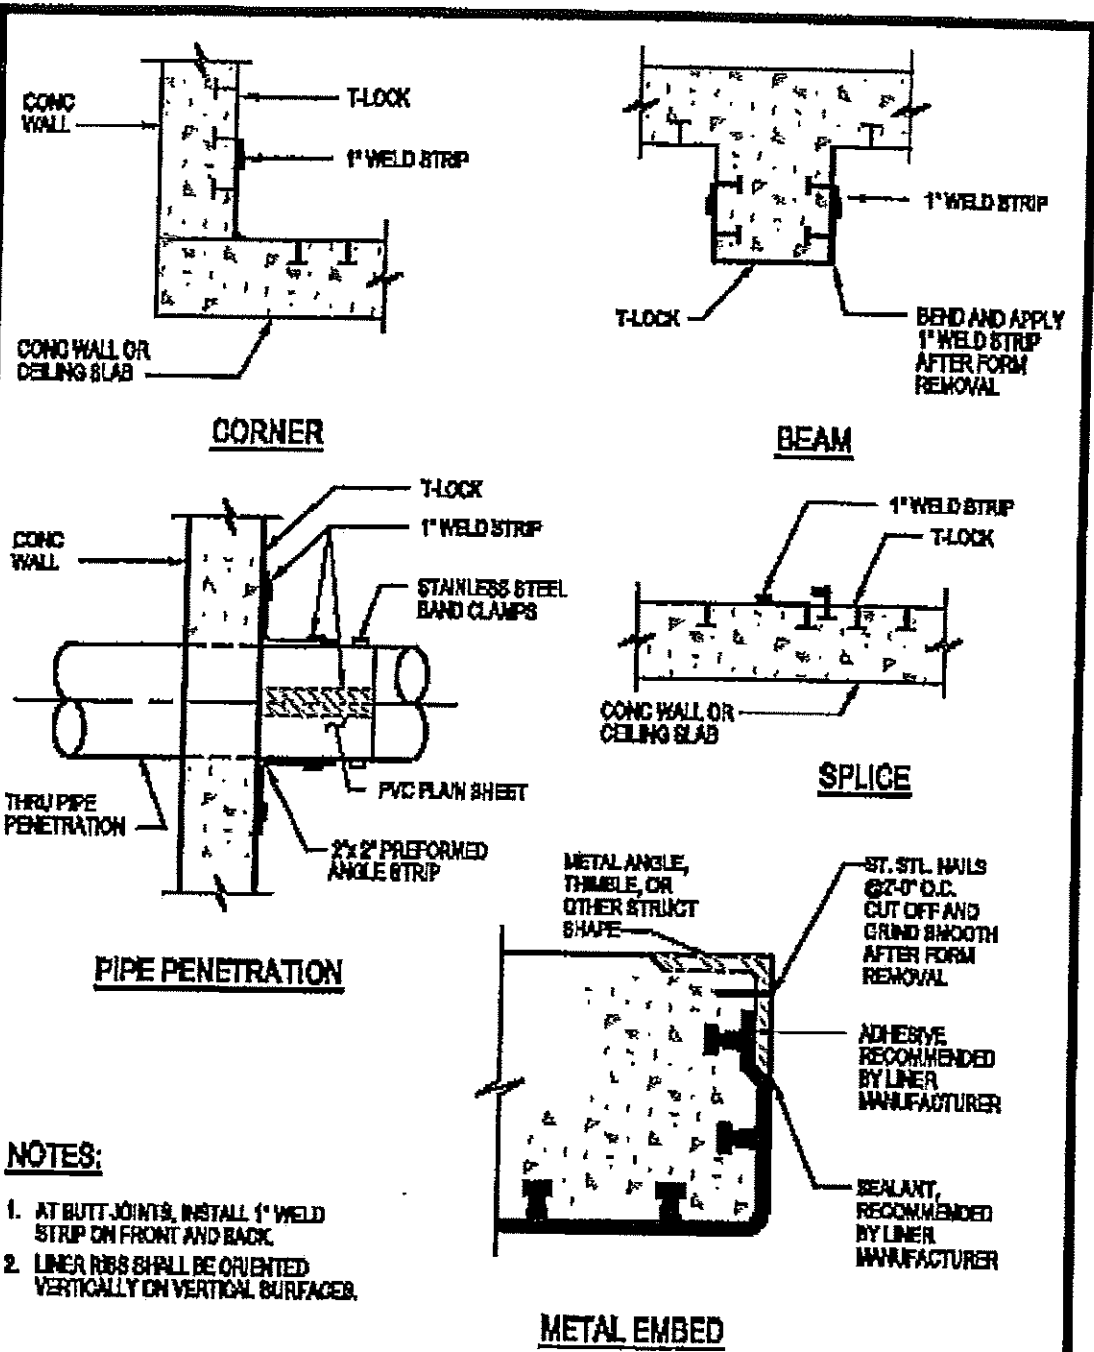 CONC
WALL
T-LOCK
1" WELD STRIP
CONC WALL OR
CEILING SLAB
CORNER
1" WELD STRIP
T-LOCK
BEND AND APPLY
1" WELD STRIP
AFTER FORM
REMOVAL
BEAM
T-LOCK
1" WELD STRIP
CONC
WALL
STAINLESS STEEL
BAND CLAMPS
PVC PLAIN SHEET
THRU PIPE
PENETRATION
2"x 2" PREFORMED
ANGLE STRIP
PIPE PENETRATION
1" WELD STRIP
T-LOCK
CONC WALL OR
CEILING SLAB
SPLICE
METAL ANGLE,
THIMBLE, OR
OTHER STRUCT
SHAPE
ST. STL. NAILS
@2'-0" O.C.
CUT OFF AND
GRIND SMOOTH
AFTER FORM
REMOVAL
ADHESIVE
RECOMMENDED
BY LINER
MANUFACTURER
SEALANT,
RECOMMENDED
BY LINER
MANUFACTURER
METAL EMBED
NOTES:
1. AT BUTT JOINTS, INSTALL 1" WELD
STRIP ON FRONT AND BACK.
2. LINER RIBS SHALL BE ORIENTED
VERTICALLY ON VERTICAL SURFACES.